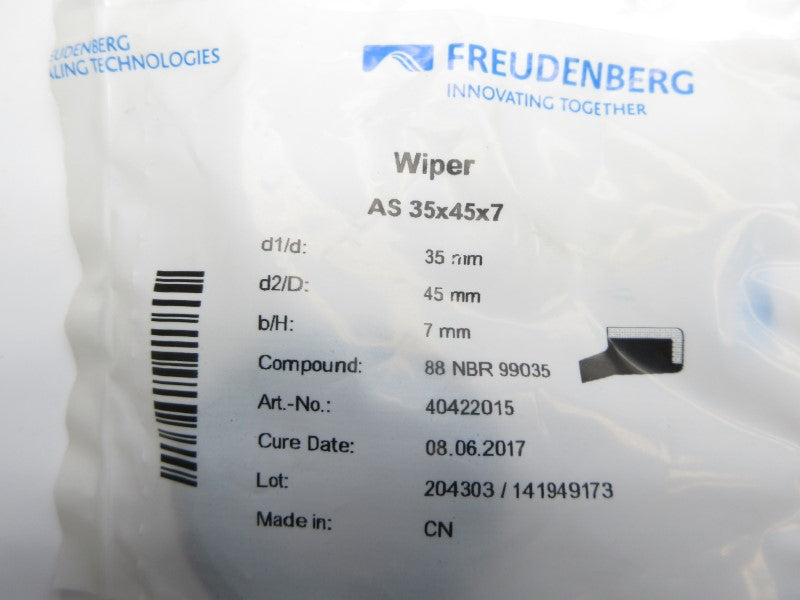 EUDENBERG
ALING TECHNOLOGIES
FREUDENBERG
INNOVATING TOGETHER
Wiper
AS 35x45x7
d1/d: 35 mm
d2/D: 45 mm
b/H: 7 mm
Compound: 88 NBR 99035
Art.-No.: 40422015
Cure Date: 08.06.2017
Lot: 204303 / 141949173
Made in: CN